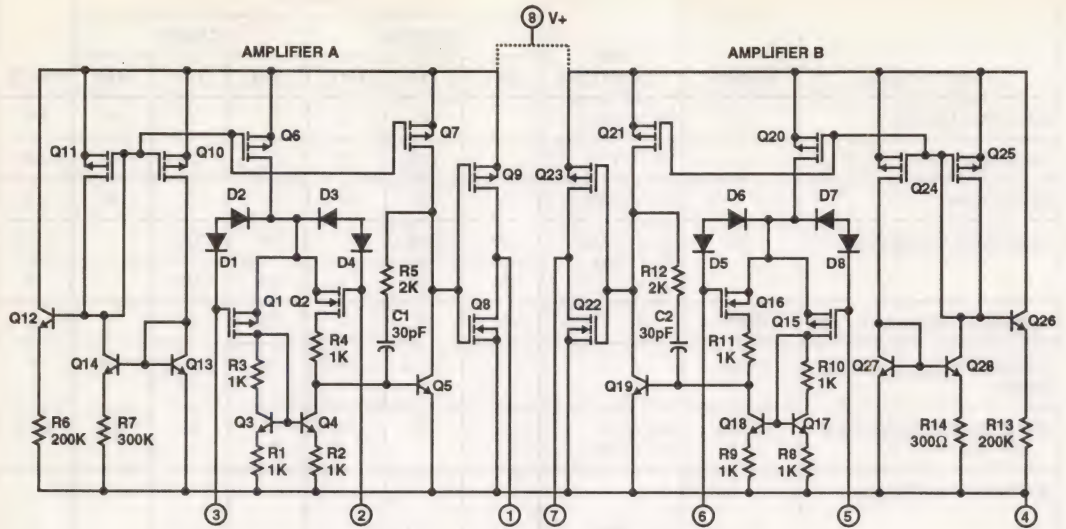 8 V+
AMPLIFIER A
AMPLIFIER B
Q6
Q7
Q21
Q20
Q11
Q10
Q9
Q23
Q24
Q25
D2
D3
D6
D7
D1
D4
D5
D8
R5
2K
R12
2K
Q1
Q2
Q8
Q22
Q16
Q15
Q12
C1
30pF
C2
30pF
Q26
R4
1K
R11
1K
Q14
Q13
R3
1K
R10
1K
Q27
Q28
Q5
Q19
Q3
Q4
Q18
Q17
R6
200K
R7
300K
R14
300Ω
R13
200K
R1
1K
R2
1K
R9
1K
R8
1K
3
2
1
7
6
5
4